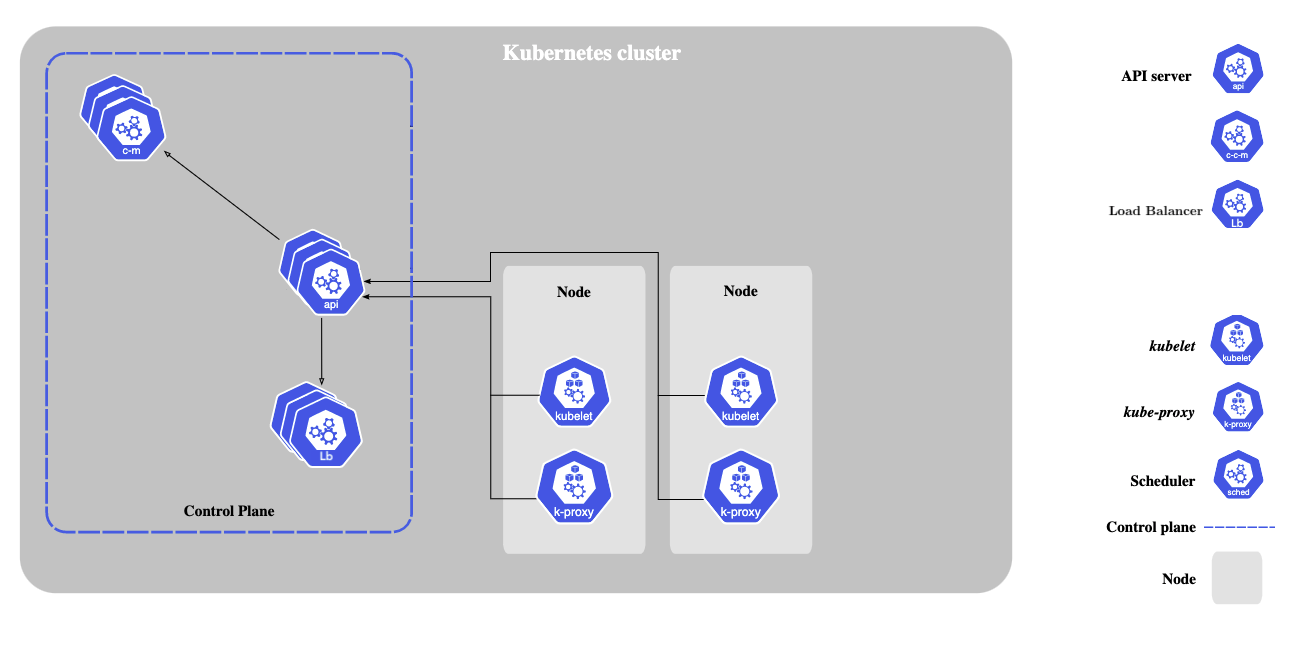 Kubernetes cluster
c-m
api
Lb
Control Plane
Node
kubelet
k-proxy
Node
kubelet
k-proxy
API server
api
c-c-m
Load Balancer
Lb
kubelet
kubelet
kube-proxy
k-proxy
Scheduler
sched
Control plane
Node